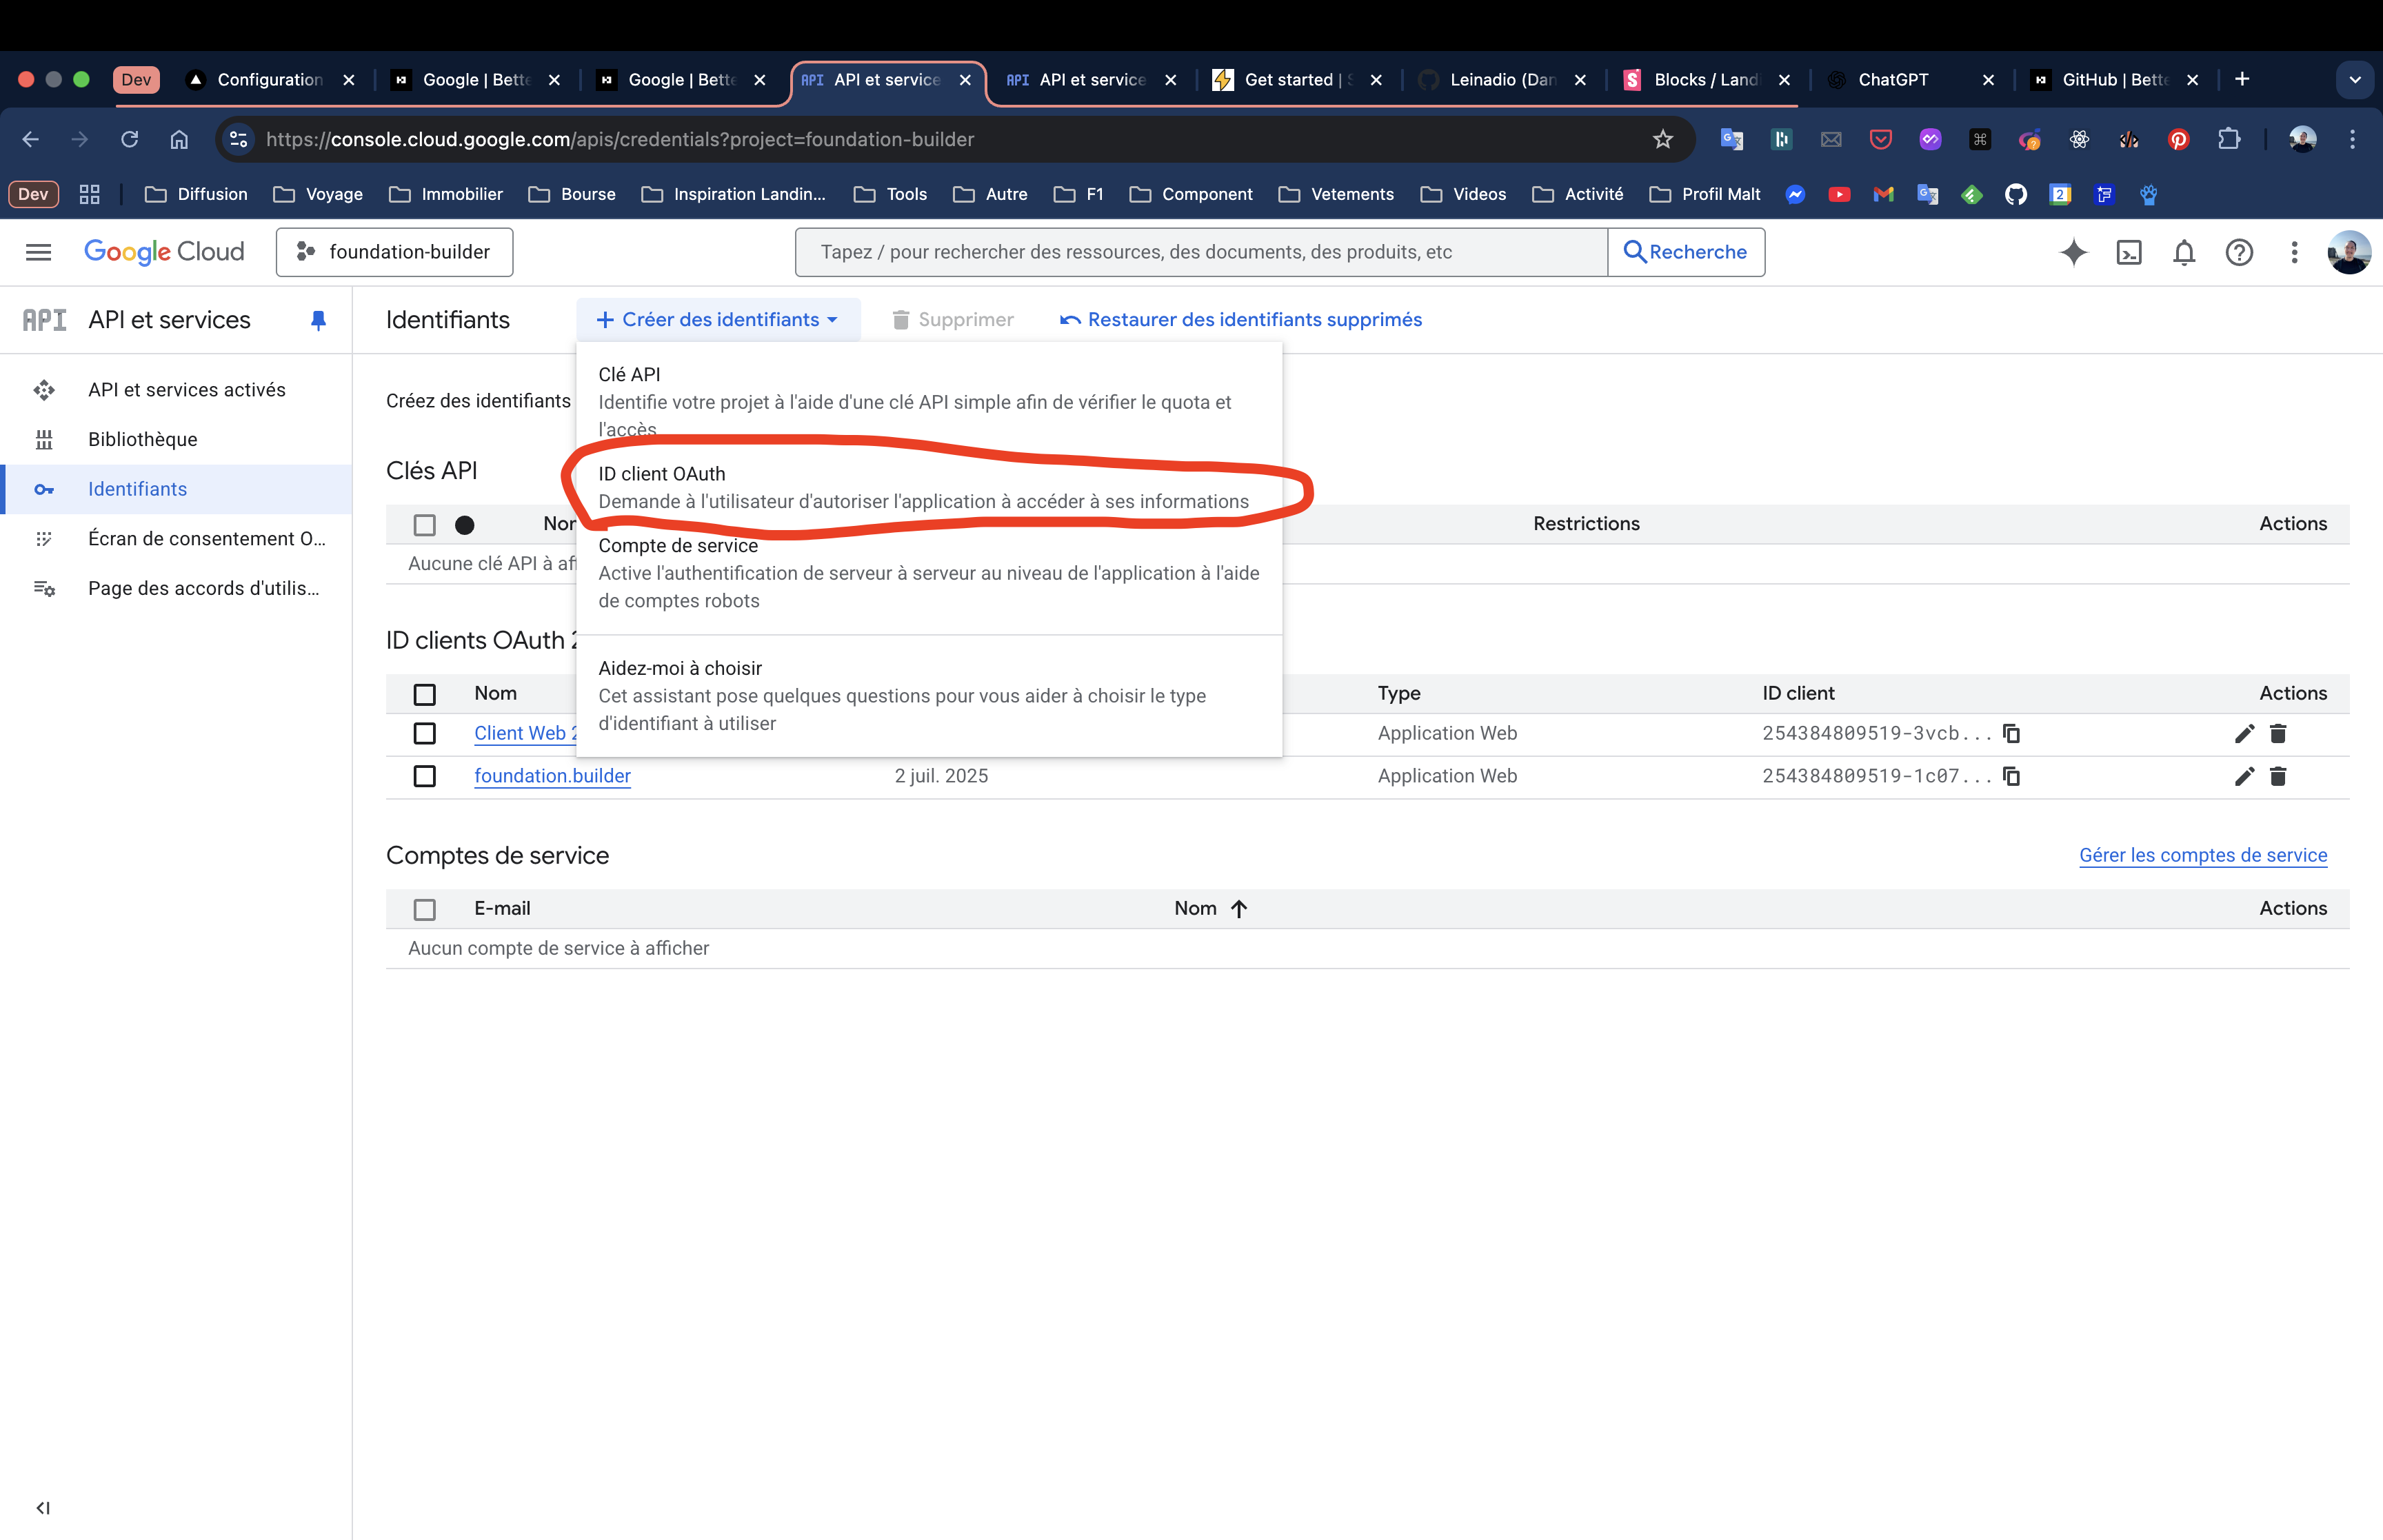 Dev
Configuration
Google | Bette
Google | Bette
API API et service
API API et service
Get started | S
Leinadio (Dan
Blocks / Landi
ChatGPT
GitHub | Bette
https://console.cloud.google.com/apis/credentials?project=foundation-builder
Dev
Diffusion
Voyage
Immobilier
Bourse
Inspiration Landin...
Tools
Autre
F1
Component
Vetements
Videos
Activité
Profil Malt
Google Cloud
foundation-builder
Tapez / pour rechercher des ressources, des documents, des produits, etc
Recherche
API API et services
Identifiants
Créer des identifiants
Supprimer
Restaurer des identifiants supprimés
API et services activés
Bibliothèque
Identifiants
Écran de consentement O...
Page des accords d'utilis...
Créez des identifiants
Clé API
Identifie votre projet à l'aide d'une clé API simple afin de vérifier le quota et
l'accès
ID client OAuth
Demande à l'utilisateur d'autoriser l'application à accéder à ses informations
Compte de service
Active l'authentification de serveur à serveur au niveau de l'application à l'aide
de comptes robots
Aidez-moi à choisir
Cet assistant pose quelques questions pour vous aider à choisir le type
d'identifiant à utiliser
Clés API
Restrictions
Actions
Aucune clé API à
ID clients OAuth
Nom
Type
ID client
Actions
Client Web 2
Application Web
254384809519-3vcb...
foundation.builder
2 juil. 2025
Application Web
254384809519-1c07...
Comptes de service
Gérer les comptes de service
E-mail
Nom
Actions
Aucun compte de service à afficher